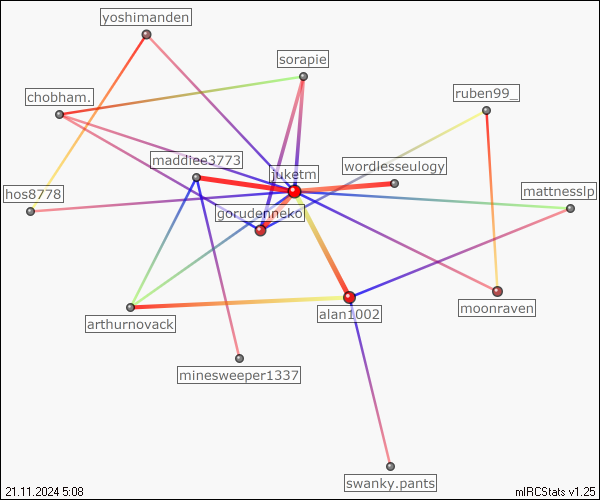 yoshimanden
sorapie
chobham.
ruben99_
maddiee3773
wordlesseulogy
juketm
hos8778
mattnesslp
gorudenneko
moonraven
alan1002
arthurnovack
minesweeper1337
swanky.pants
21.11.2024 5:08
mIRCStats v1.25